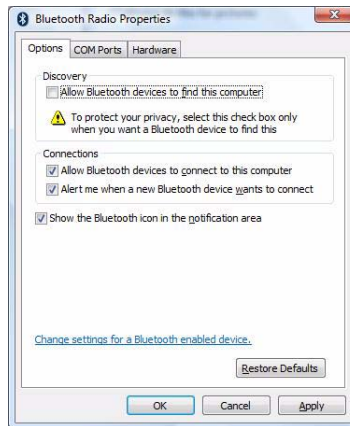 Bluetooth Radio Properties
Options COM Ports Hardware
Discovery
Allow Bluetooth devices to find this computer
To protect your privacy, select this check box only
when you want a Bluetooth device to find this
Connections
Allow Bluetooth devices to connect to this computer
Alert me when a new Bluetooth device wants to connect
Show the Bluetooth icon in the notification area
Change settings for a Bluetooth enabled device.
Restore Defaults
OK Cancel Apply